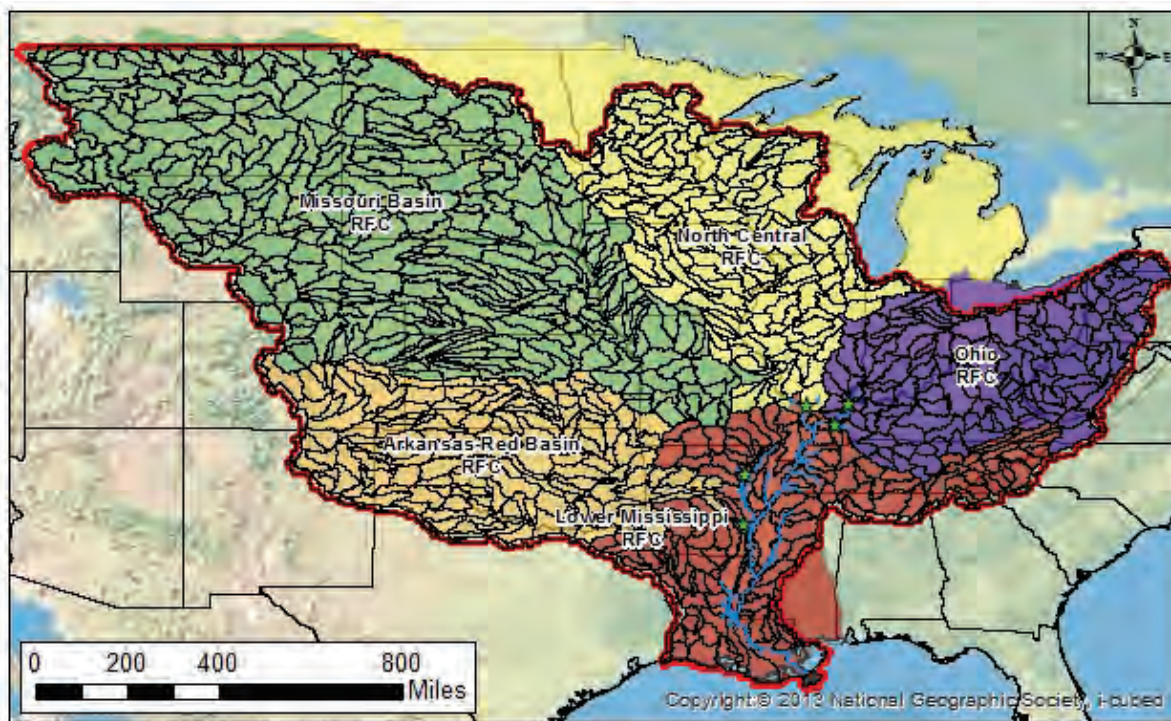 N
W E
S
Missouri Basin
RFC
North Central
RFC
Ohio
RFC
Arkansas Red Basin
RFC
Lower Mississippi
RFC
0 200 400 800
Miles
Copyright:© 2013 National Geographic Society, i-cubed